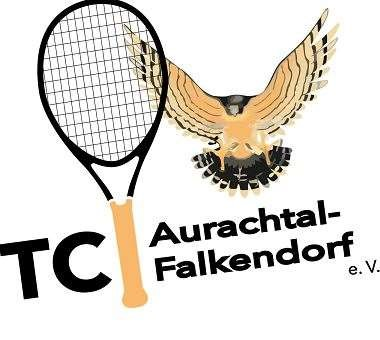 TC Aurachtal-
Falkendorf
e. V.